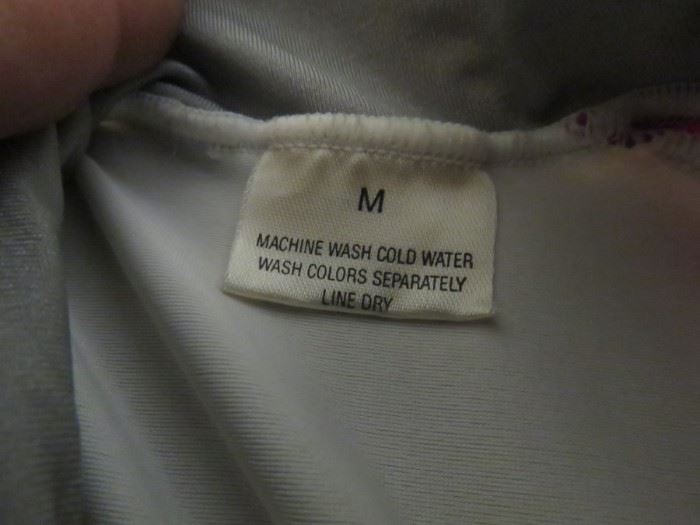 M
MACHINE WASH COLD WATER
WASH COLORS SEPARATELY
LINE DRY